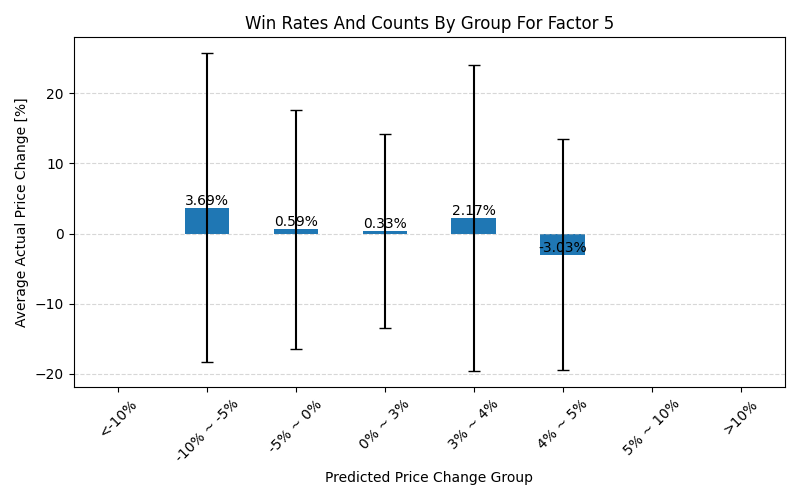 Win Rates And Counts By Group For Factor 5
Average Actual Price Change [%]
20
10
0
−10
−20
3.69%
0.59%
0.33%
2.17%
-3.03%
<-10%
-10% ~ -5%
-5% ~ 0%
0% ~ 3%
3% ~ 4%
4% ~ 5%
5% ~ 10%
>10%
Predicted Price Change Group